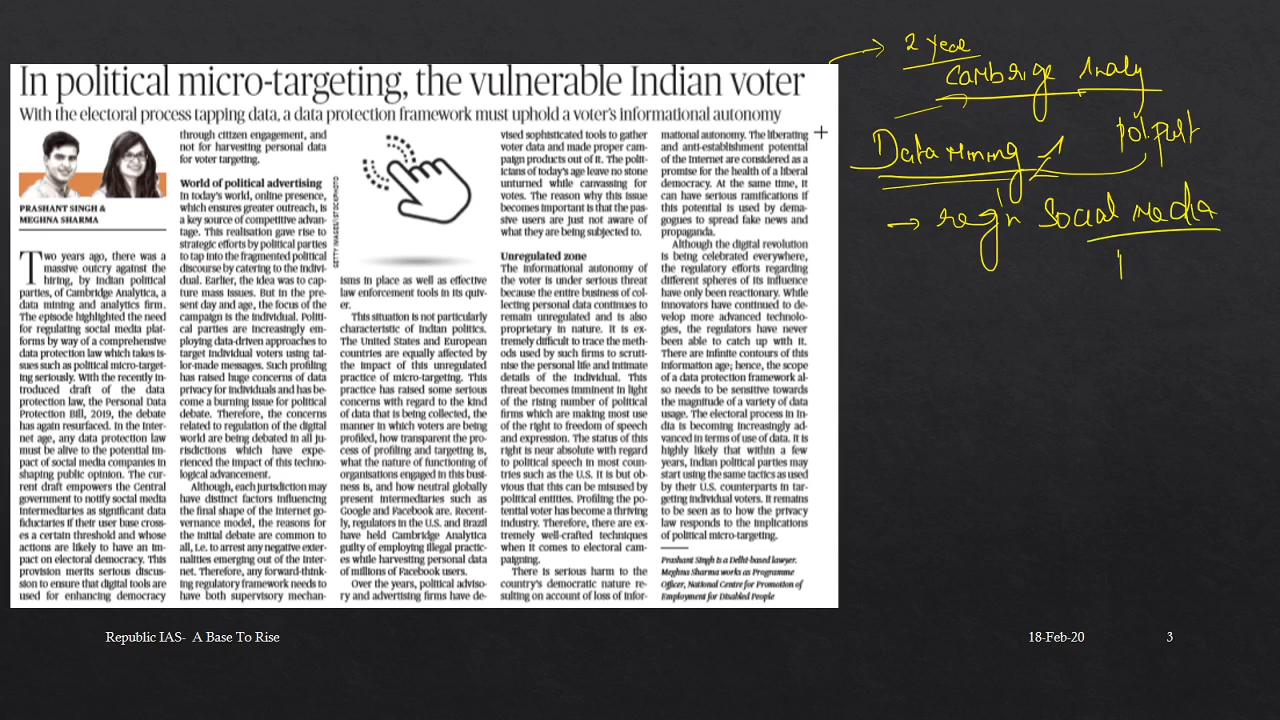 In political micro-targeting, the vulnerable Indian voter
With the electoral process tapping data, a data protection framework must uphold a voter's informational autonomy
PRASHANT SINGH &
MEGHNA SHARMA
Two years ago, there was a
massive outcry against the
hiring, by Indian political
parties, of Cambridge Analytica, a
data mining and analytics firm.
The episode highlighted the need
for regulating social media plat-
forms by way of a comprehensive
data protection law which takes is-
sues such as political micro-target-
ing seriously. With the recently in-
troduced draft of the data
protection law, the Personal Data
Protection Bill, 2019, the debate
has again resurfaced. In the Inter-
net age, any data protection law
must be alive to the potential im-
pact of social media companies in
shaping public opinion. The cur-
rent draft empowers the Central
government to notify social media
intermediaries as significant data
fiduciaries if their user base cross-
es a certain threshold and whose
actions are likely to have an im-
pact on electoral democracy. This
provision merits serious discus-
sion to ensure that digital tools are
used for enhancing democracy
through citizen engagement, and
not for harvesting personal data
for voter targeting.
World of political advertising
In today's world, online presence,
which ensures greater outreach, is
a key source of competitive advan-
tage. This realisation gave rise to
strategic efforts by political parties
to tap into the fragmented political
discourse by catering to the indivi-
dual. Earlier, the idea was to cap-
ture mass issues. But in the pre-
sent day and age, the focus of the
campaign is the individual. Politi-
cal parties are increasingly em-
ploying data-driven approaches to
target individual voters using tai-
lor-made messages. Such profiling
has raised huge concerns of data
privacy for individuals and has be-
come a burning issue for political
debate. Therefore, the concerns
related to regulation of the digital
world are being debated in all ju-
risdictions which have expe-
rienced the impact of this techno-
logical advancement.
Although, each jurisdiction may
have distinct factors influencing
the final shape of the Internet go-
vernance model, the reasons for
the initial debate are common to
all, i.e. to arrest any negative exter-
nalities emerging out of the Inter-
net. Therefore, any forward-think-
ing regulatory framework needs to
have both supervisory mechan-
GETTY IMAGES/ISTOCKPHOTO
isms in place as well as effective
law enforcement tools in its quiv-
er.
This situation is not particularly
characteristic of Indian politics.
The United States and European
countries are equally affected by
the impact of this unregulated
practice of micro-targeting. This
practice has raised some serious
concerns with regard to the kind
of data that is being collected, the
manner in which voters are being
profiled, how transparent the pro-
cess of profiling and targeting is,
what the nature of functioning of
organisations engaged in this busi-
ness is, and how neutral globally
present intermediaries such as
Google and Facebook are. Recent-
ly, regulators in the U.S. and Brazil
have held Cambridge Analytica
guilty of employing illegal practic-
es while harvesting personal data
of millions of Facebook users.
Over the years, political adviso-
ry and advertising firms have de-
vised sophisticated tools to gather
voter data and made proper cam-
paign products out of it. The polit-
icians of today's age leave no stone
unturned while canvassing for
votes. The reason why this issue
becomes important is that the pas-
sive users are just not aware of
what they are being subjected to.
Unregulated zone
The informational autonomy of
the voter is under serious threat
because the entire business of col-
lecting personal data continues to
remain unregulated and is also
proprietary in nature. It is ex-
tremely difficult to trace the meth-
ods used by such firms to scruti-
nise the personal life and intimate
details of the individual. This
threat becomes imminent in light
of the rising number of political
firms which are making most use
of the right to freedom of speech
and expression. The status of this
right is near absolute with regard
to political speech in most coun-
tries such as the U.S. It is but ob-
vious that this can be misused by
political entities. Profiling the po-
tential voter has become a thriving
industry. Therefore, there are ex-
tremely well-crafted techniques
when it comes to electoral cam-
paigning.
There is serious harm to the
country's democratic nature re-
sulting on account of loss of infor-
mational autonomy. The liberating
and anti-establishment potential
of the Internet are considered as a
promise for the health of a liberal
democracy. At the same time, it
can have serious ramifications if
this potential is used by dema-
gogues to spread fake news and
propaganda.
Although the digital revolution
is being celebrated everywhere,
the regulatory efforts regarding
different spheres of its influence
have only been reactionary. While
innovators have continued to de-
velop more advanced technolo-
gies, the regulators have never
been able to catch up with it.
There are infinite contours of this
information age; hence, the scope
of a data protection framework al-
so needs to be sensitive towards
the magnitude of a variety of data
usage. The electoral process in In-
dia is becoming increasingly ad-
vanced in terms of use of data. It is
highly likely that within a few
years, Indian political parties may
start using the same tactics as used
by their U.S. counterparts in tar-
geting individual voters. It remains
to be seen as to how the privacy
law responds to the implications
of political micro-targeting.
Prashant Singh is a Delhi-based lawyer.
Meghna Sharma works as Programme
Officer, National Centre for Promotion of
Employment for Disabled People
2 year
Cambrige Analy
Data Mining
regn Social media
Republic IAS- A Base To Rise
18-Feb-20
3